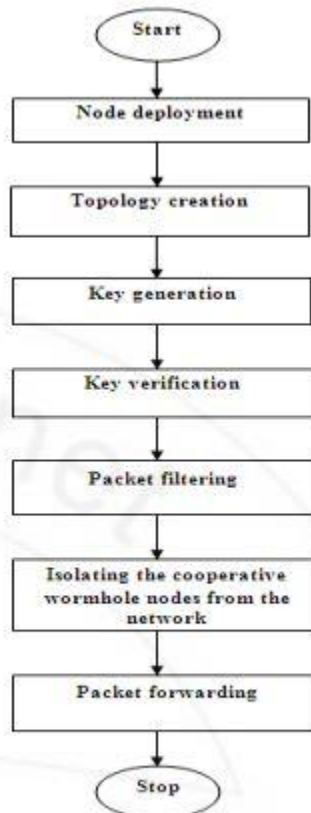 Start
Node deployment
Topology creation
Key generation
Key verification
Packet filtering
Isolating the cooperative
wormhole nodes from the
network
Packet forwarding
Stop